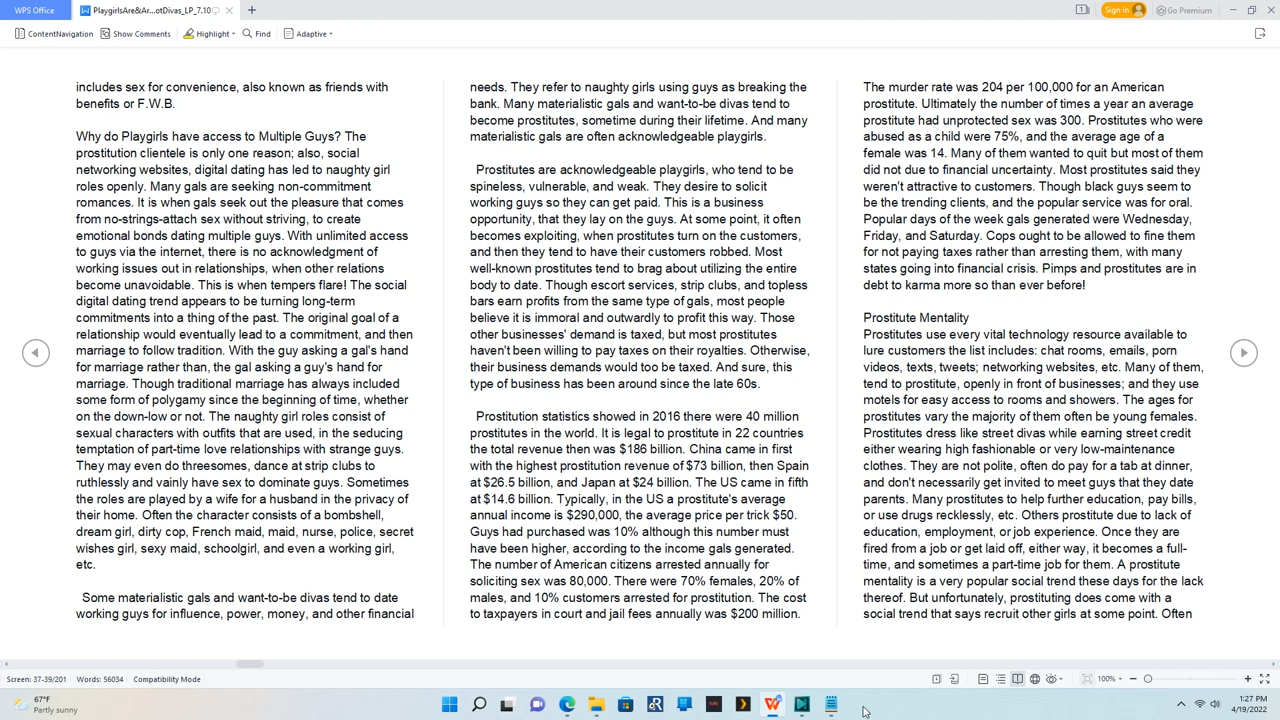 WPS Office
PlaygirlsAre&Ar...otDivas_LP_7.10
Sign in
Go Premium
ContentNavigation
Show Comments
Highlight
Find
Adaptive
includes sex for convenience, also known as friends with
benefits or F.W.B.
Why do Playgirls have access to Multiple Guys? The
prostitution clientele is only one reason; also, social
networking websites, digital dating has led to naughty girl
roles openly. Many gals are seeking non-commitment
romances. It is when gals seek out the pleasure that comes
from no-strings-attach sex without striving, to create
emotional bonds dating multiple guys. With unlimited access
to guys via the internet, there is no acknowledgment of
working issues out in relationships, when other relations
become unavoidable. This is when tempers flare! The social
digital dating trend appears to be turning long-term
commitments into a thing of the past. The original goal of a
relationship would eventually lead to a commitment, and then
marriage to follow tradition. With the guy asking a gal's hand
for marriage rather than, the gal asking a guy's hand for
marriage. Though traditional marriage has always included
some form of polygamy since the beginning of time, whether
on the down-low or not. The naughty girl roles consist of
sexual characters with outfits that are used, in the seducing
temptation of part-time love relationships with strange guys.
They may even do threesomes, dance at strip clubs to
ruthlessly and vainly have sex to dominate guys. Sometimes
the roles are played by a wife for a husband in the privacy of
their home. Often the character consists of a bombshell,
dream girl, dirty cop, French maid, maid, nurse, police, secret
wishes girl, sexy maid, schoolgirl, and even a working girl,
etc.
Some materialistic gals and want-to-be divas tend to date
working guys for influence, power, money, and other financial
needs. They refer to naughty girls using guys as breaking the
bank. Many materialistic gals and want-to-be divas tend to
become prostitutes, sometime during their lifetime. And many
materialistic gals are often acknowledgeable playgirls.
Prostitutes are acknowledgeable playgirls, who tend to be
spineless, vulnerable, and weak. They desire to solicit
working guys so they can get paid. This is a business
opportunity, that they lay on the guys. At some point, it often
becomes exploiting, when prostitutes turn on the customers,
and then they tend to have their customers robbed. Most
well-known prostitutes tend to brag about utilizing the entire
body to date. Though escort services, strip clubs, and topless
bars earn profits from the same type of gals, most people
believe it is immoral and outwardly to profit this way. Those
other businesses' demand is taxed, but most prostitutes
haven't been willing to pay taxes on their royalties. Otherwise,
their business demands would too be taxed. And sure, this
type of business has been around since the late 60s.
Prostitution statistics showed in 2016 there were 40 million
prostitutes in the world. It is legal to prostitute in 22 countries
the total revenue then was $186 billion. China came in first
with the highest prostitution revenue of $73 billion, then Spain
at $26.5 billion, and Japan at $24 billion. The US came in fifth
at $14.6 billion. Typically, in the US a prostitute's average
annual income is $290,000, the average price per trick $50.
Guys had purchased was 10% although this number must
have been higher, according to the income gals generated.
The number of American citizens arrested annually for
soliciting sex was 80,000. There were 70% females, 20% of
males, and 10% customers arrested for prostitution. The cost
to taxpayers in court and jail fees annually was $200 million.
The murder rate was 204 per 100,000 for an American
prostitute. Ultimately the number of times a year an average
prostitute had unprotected sex was 300. Prostitutes who were
abused as a child were 75%, and the average age of a
female was 14. Many of them wanted to quit but most of them
did not due to financial uncertainty. Most prostitutes said they
weren't attractive to customers. Though black guys seem to
be the trending clients, and the popular service was for oral.
Popular days of the week gals generated were Wednesday,
Friday, and Saturday. Cops ought to be allowed to fine them
for not paying taxes rather than arresting them, with many
states going into financial crisis. Pimps and prostitutes are in
debt to karma more so than ever before!
Prostitute Mentality
Prostitutes use every vital technology resource available to
lure customers the list includes: chat rooms, emails, porn
videos, texts, tweets; networking websites, etc. Many of them,
tend to prostitute, openly in front of businesses; and they use
motels for easy access to rooms and showers. The ages for
prostitutes vary the majority of them often be young females.
Prostitutes dress like street divas while earning street credit
either wearing high fashionable or very low-maintenance
clothes. They are not polite, often do pay for a tab at dinner,
and don't necessarily get invited to meet guys that they date
parents. Many prostitutes to help further education, pay bills,
or use drugs recklessly, etc. Others prostitute due to lack of
education, employment, or job experience. Once they are
fired from a job or get laid off, either way, it becomes a full-
time, and sometimes a part-time job for them. A prostitute
mentality is a very popular social trend these days for the lack
thereof. But unfortunately, prostituting does come with a
social trend that says recruit other girls at some point. Often
Screen: 37-39/201
Words: 56034
Compatibility Mode
100%
67°F
Partly sunny
1:27 PM
4/19/2022